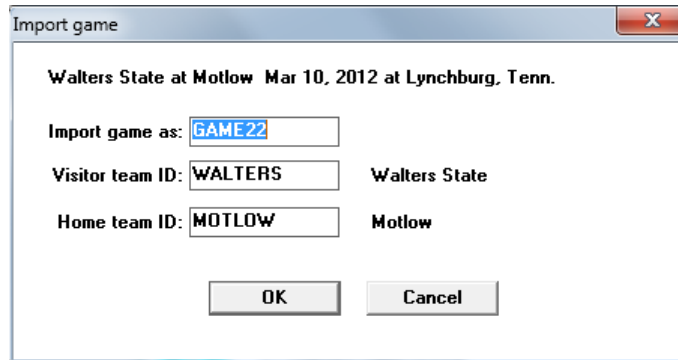 Import game
Walters State at Motlow Mar 10, 2012 at Lynchburg, Tenn.
Import game as: GAME22
Visitor team ID: WALTERS Walters State
Home team ID: MOTLOW Motlow
OK Cancel